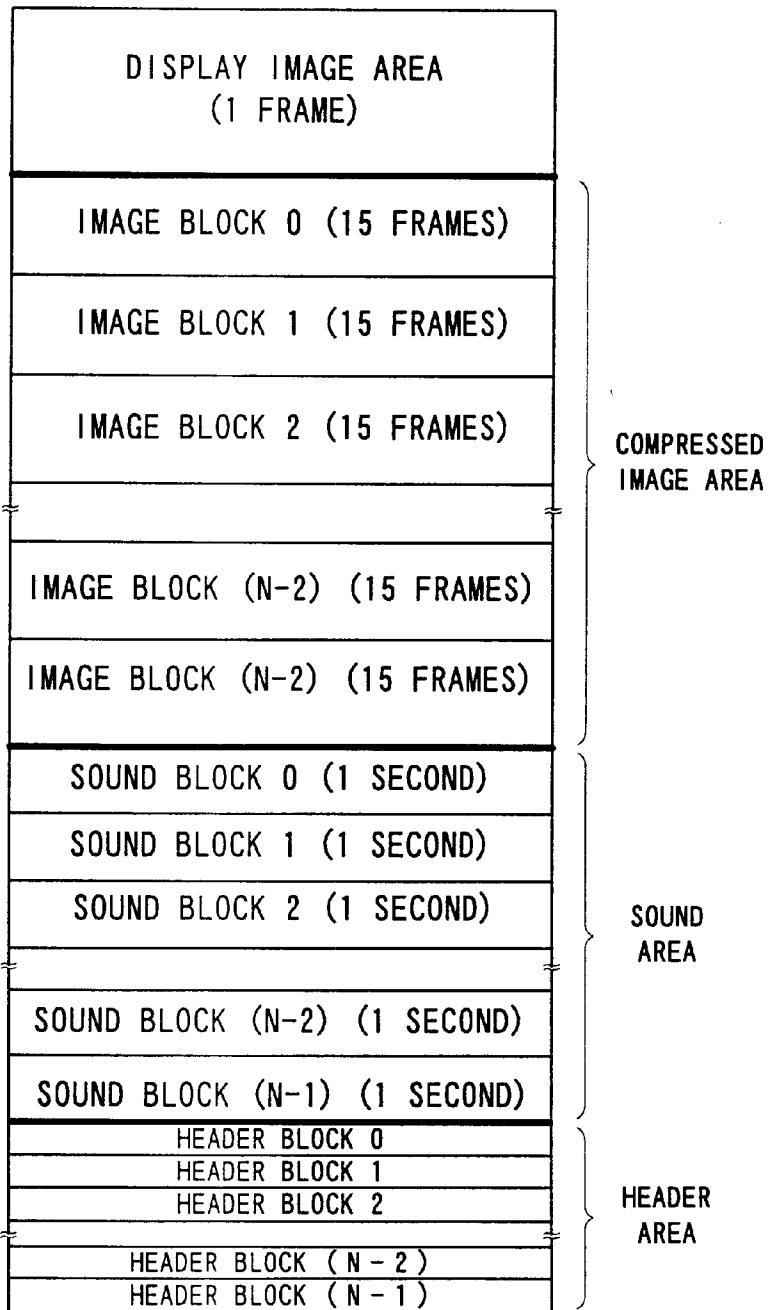 DISPLAY IMAGE AREA
(1 FRAME)
IMAGE BLOCK 0 (15 FRAMES)
IMAGE BLOCK 1 (15 FRAMES)
IMAGE BLOCK 2 (15 FRAMES)
IMAGE BLOCK (N-2) (15 FRAMES)
IMAGE BLOCK (N-2) (15 FRAMES)
COMPRESSED
IMAGE AREA
SOUND BLOCK 0 (1 SECOND)
SOUND BLOCK 1 (1 SECOND)
SOUND BLOCK 2 (1 SECOND)
SOUND BLOCK (N-2) (1 SECOND)
SOUND BLOCK (N-1) (1 SECOND)
SOUND
AREA
HEADER BLOCK 0
HEADER BLOCK 1
HEADER BLOCK 2
HEADER BLOCK (N-2)
HEADER BLOCK (N-1)
HEADER
AREA